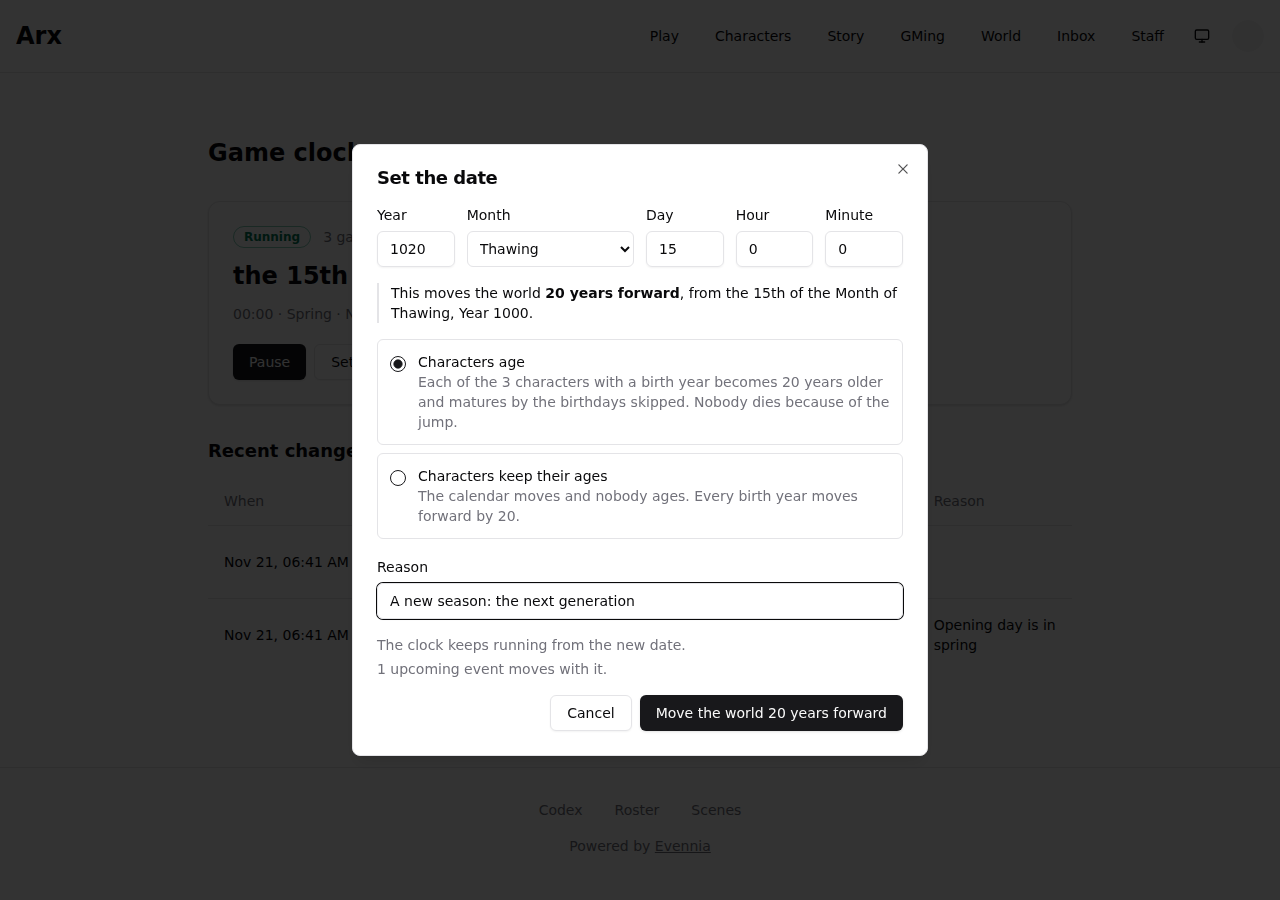 Arx
Play Characters Story GMing World Inbox Staff
Game clock
Running 3 ga
the 15th
00:00 · Spring · N
Pause Set
Recent change
When Reason
Nov 21, 06:41 AM
Nov 21, 06:41 AM Opening day is in
spring
Set the date
Year Month Day Hour Minute
1020 Thawing 15 0 0
This moves the world 20 years forward, from the 15th of the Month of
Thawing, Year 1000.
Characters age
Each of the 3 characters with a birth year becomes 20 years older
and matures by the birthdays skipped. Nobody dies because of the
jump.
Characters keep their ages
The calendar moves and nobody ages. Every birth year moves
forward by 20.
Reason
A new season: the next generation
The clock keeps running from the new date.
1 upcoming event moves with it.
Cancel Move the world 20 years forward
Codex Roster Scenes
Powered by Evennia